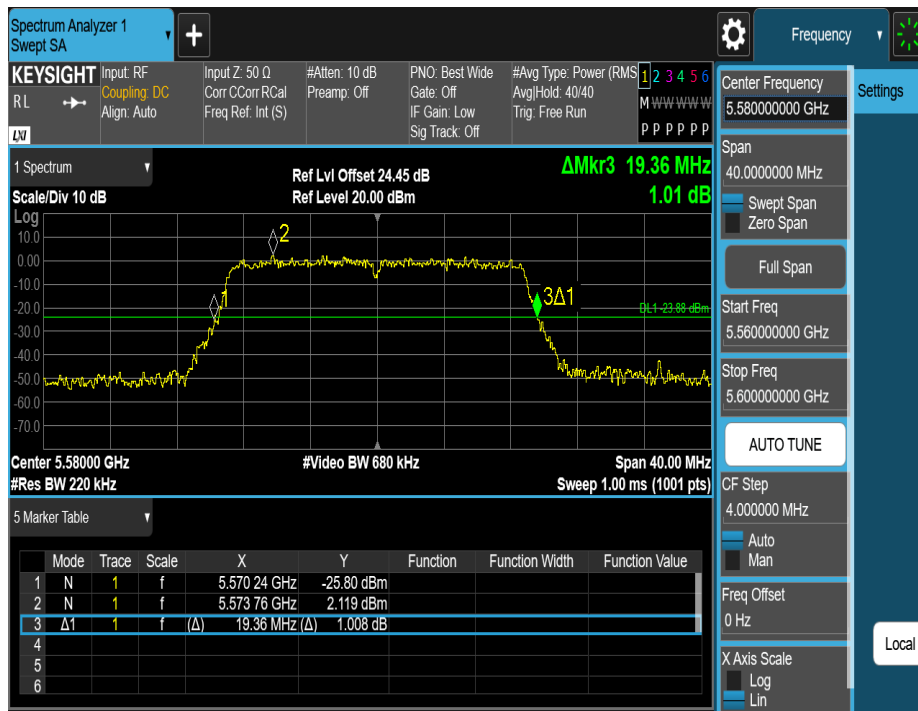 Spectrum Analyzer 1
Swept SA
+
Frequency
KEYSIGHT
RL
LXI
Input: RF
Coupling: DC
Align: Auto
Input Z: 50 Ω
Corr CCorr RCal
Freq Ref: Int (S)
#Atten: 10 dB
Preamp: Off
PNO: Best Wide
Gate: Off
IF Gain: Low
Sig Track: Off
#Avg Type: Power (RMS
Avg|Hold: 40/40
Trig: Free Run
1 2 3 4 5 6
M W W W W W
P P P P P P
1 Spectrum
Scale/Div 10 dB
Ref Lvl Offset 24.45 dB
Ref Level 20.00 dBm
ΔMkr3 19.36 MHz
1.01 dB
Log
10.0
0.00
-10.0
-20.0
-30.0
-40.0
-50.0
-60.0
-70.0
2
1
3Δ1
DL1 -23.88 dBm
Center 5.58000 GHz
#Video BW 680 kHz
Span 40.00 MHz
#Res BW 220 kHz
Sweep 1.00 ms (1001 pts)
5 Marker Table
Mode Trace Scale X Y Function Function Width Function Value
1 N 1 f 5.570 24 GHz -25.80 dBm
2 N 1 f 5.573 76 GHz 2.119 dBm
3 Δ1 1 f (Δ) 19.36 MHz (Δ) 1.008 dB
4
5
6
Center Frequency
5.580000000 GHz
Span
40.0000000 MHz
Swept Span
Zero Span
Full Span
Start Freq
5.560000000 GHz
Stop Freq
5.600000000 GHz
AUTO TUNE
CF Step
4.000000 MHz
Auto
Man
Freq Offset
0 Hz
X Axis Scale
Log
Lin
Settings
Local